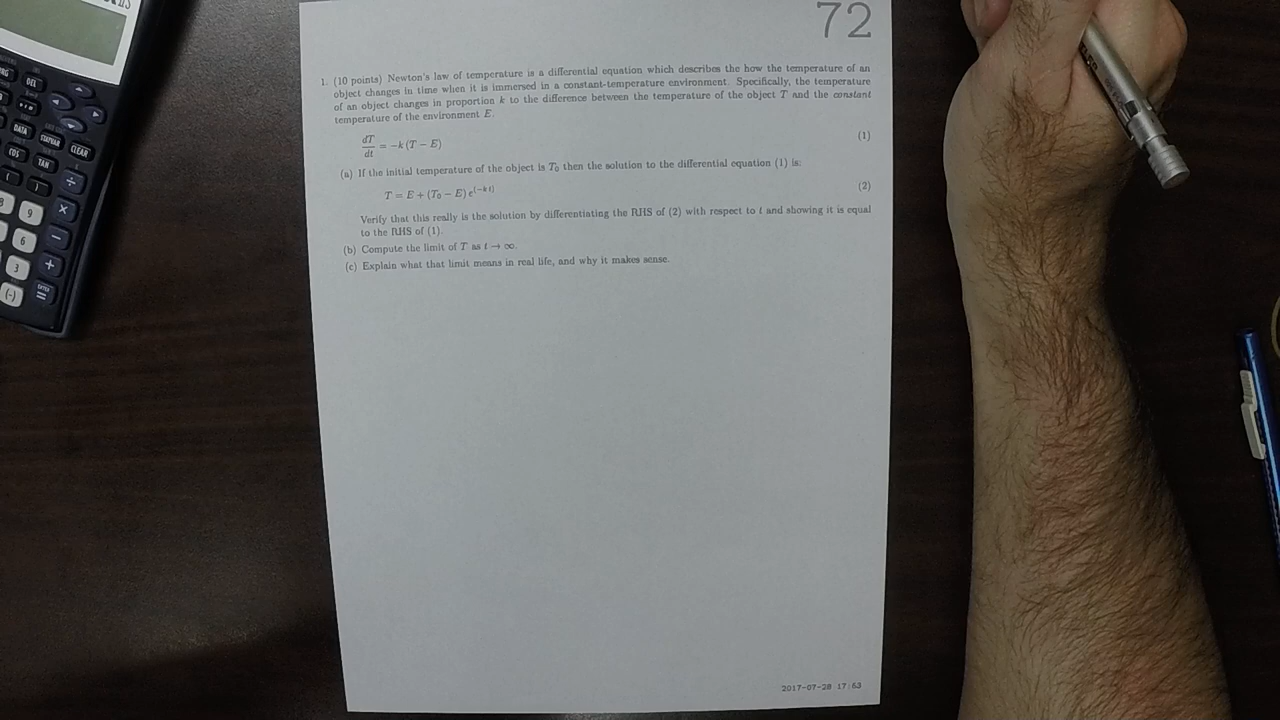 72
1. (10 points) Newton's law of temperature is a differential equation which describes the how the temperature of an
object changes in time when it is immersed in a constant-temperature environment. Specifically, the temperature
of an object changes in proportion k to the difference between the temperature of the object T and the constant
temperature of the environment E.
dT/dt = -k (T - E) (1)
(a) If the initial temperature of the object is T₀ then the solution to the differential equation (1) is:
T = E + (T₀ - E) e^(-k t) (2)
Verify that this really is the solution by differentiating the RHS of (2) with respect to t and showing it is equal
to the RHS of (1).
(b) Compute the limit of T as t → ∞.
(c) Explain what that limit means in real life, and why it makes sense.
2017-07-28 17:53
DEL
DATA
STATVAR
CLEAR
COS
TAN
( ) ÷
9 ×
6 −
3 +
(-) ENTER =